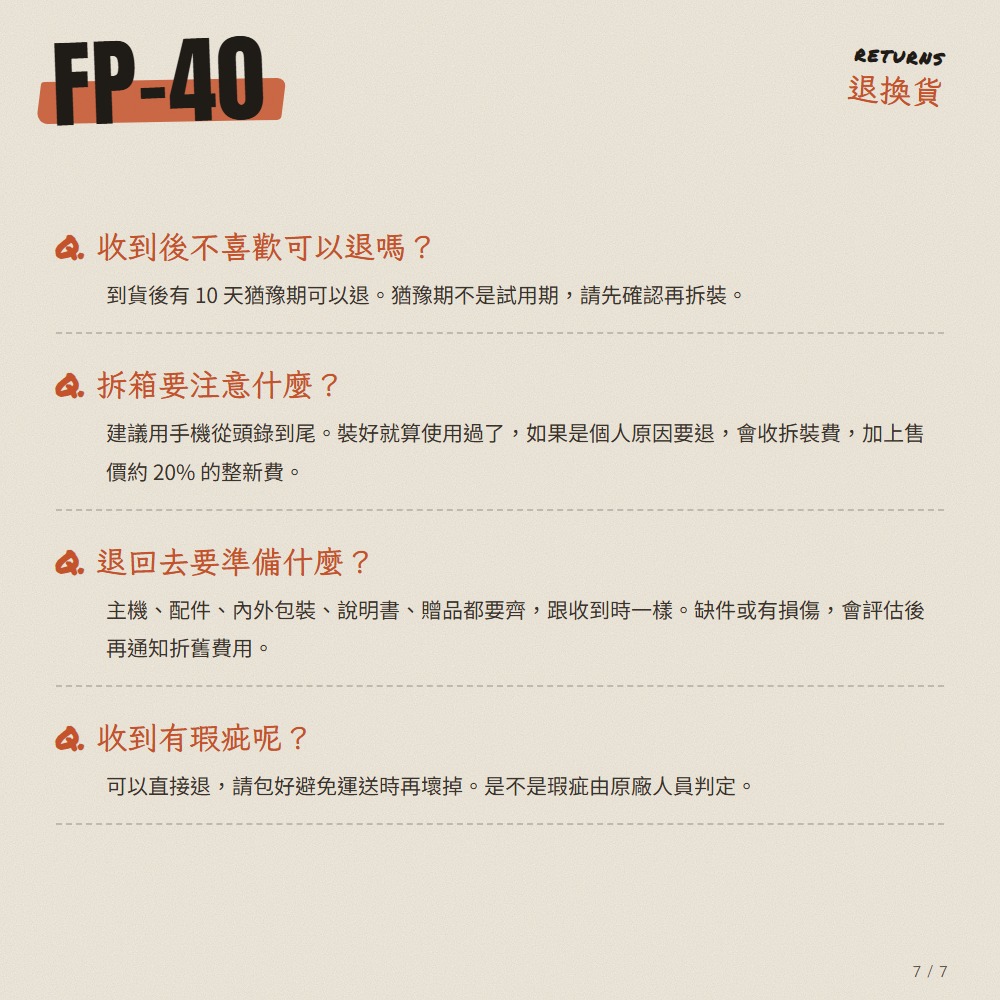 FP-40
RETURNS
退換貨
Q. 收到後不喜歡可以退嗎？
到貨後有 10 天猶豫期可以退。猶豫期不是試用期，請先確認再拆裝。
Q. 拆箱要注意什麼？
建議用手機從頭錄到尾。裝好就算使用過了，如果是個人原因要退，會收拆裝費，加上售
價約 20% 的整新費。
Q. 退回去要準備什麼？
主機、配件、內外包裝、說明書、贈品都要齊，跟收到時一樣。缺件或有損傷，會評估後
再通知折舊費用。
Q. 收到有瑕疵呢？
可以直接退，請包好避免運送時再壞掉。是不是瑕疵由原廠人員判定。
7 / 7